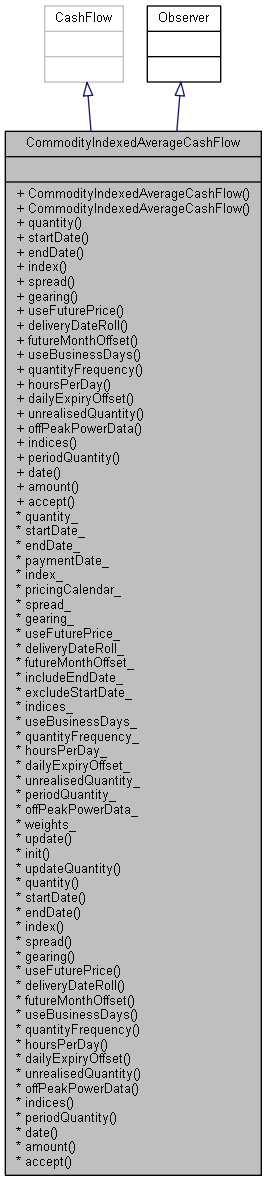 CashFlow
Observer
CommodityIndexedAverageCashFlow
+ CommodityIndexedAverageCashFlow()
+ CommodityIndexedAverageCashFlow()
+ quantity()
+ startDate()
+ endDate()
+ index()
+ spread()
+ gearing()
+ useFuturePrice()
+ deliveryDateRoll()
+ futureMonthOffset()
+ useBusinessDays()
+ quantityFrequency()
+ hoursPerDay()
+ dailyExpiryOffset()
+ unrealisedQuantity()
+ offPeakPowerData()
+ indices()
+ periodQuantity()
+ date()
+ amount()
+ accept()
* quantity_
* startDate_
* endDate_
* paymentDate_
* index_
* pricingCalendar_
* spread_
* gearing_
* useFuturePrice_
* deliveryDateRoll_
* futureMonthOffset_
* includeEndDate_
* excludeStartDate_
* indices_
* useBusinessDays_
* quantityFrequency_
* hoursPerDay_
* dailyExpiryOffset_
* unrealisedQuantity_
* periodQuantity_
* offPeakPowerData_
* weights_
* update()
* init()
* updateQuantity()
* quantity()
* startDate()
* endDate()
* index()
* spread()
* gearing()
* useFuturePrice()
* deliveryDateRoll()
* futureMonthOffset()
* useBusinessDays()
* quantityFrequency()
* hoursPerDay()
* dailyExpiryOffset()
* unrealisedQuantity()
* offPeakPowerData()
* indices()
* periodQuantity()
* date()
* amount()
* accept()